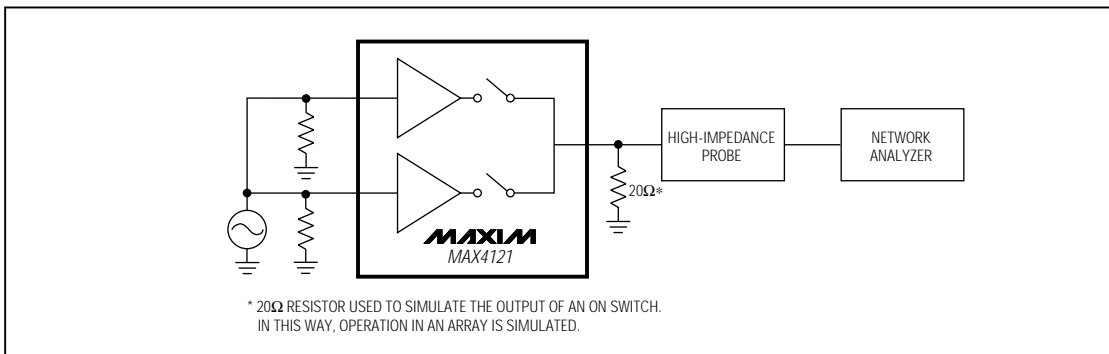 HIGH-IMPEDANCE
PROBE
NETWORK
ANALYZER
20Ω*
MAXIM
MAX4121
* 20Ω RESISTOR USED TO SIMULATE THE OUTPUT OF AN ON SWITCH.
IN THIS WAY, OPERATION IN AN ARRAY IS SIMULATED.